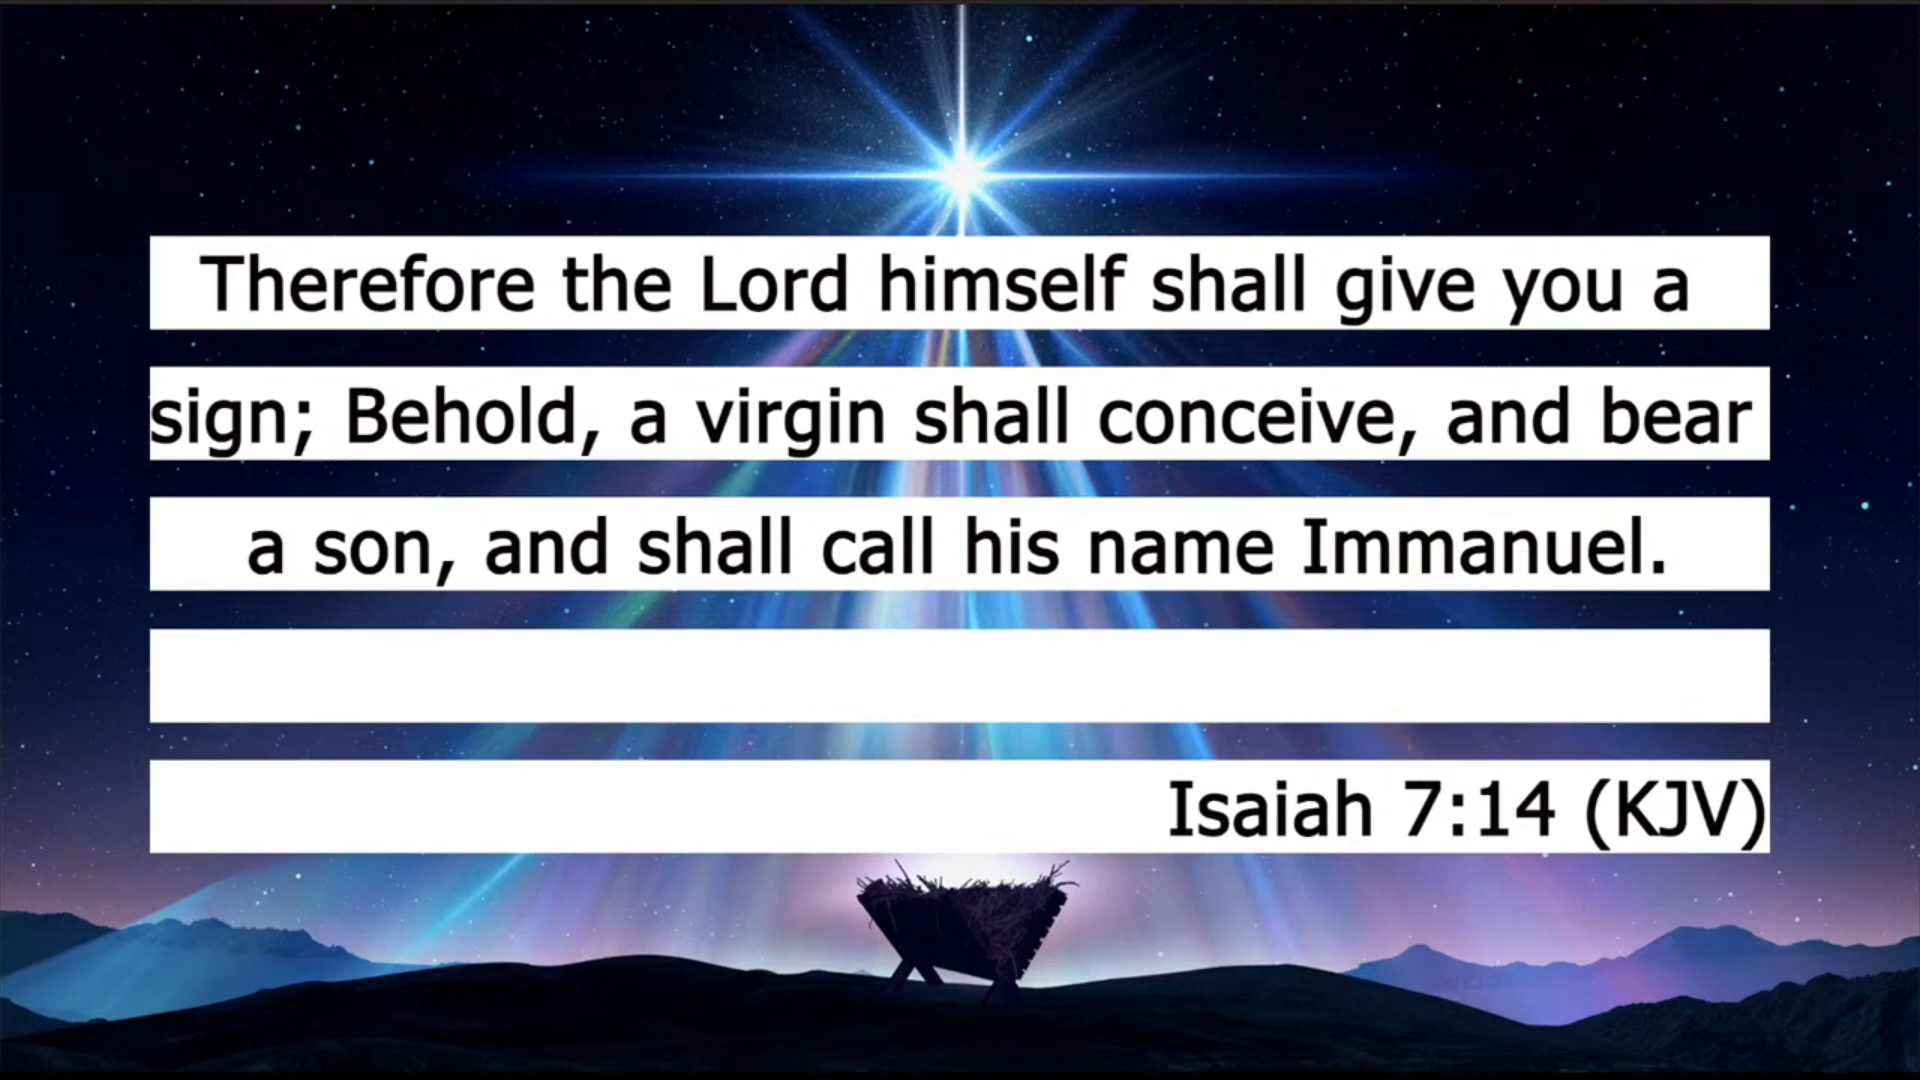 Therefore the Lord himself shall give you a
sign; Behold, a virgin shall conceive, and bear
a son, and shall call his name Immanuel.
Isaiah 7:14 (KJV)